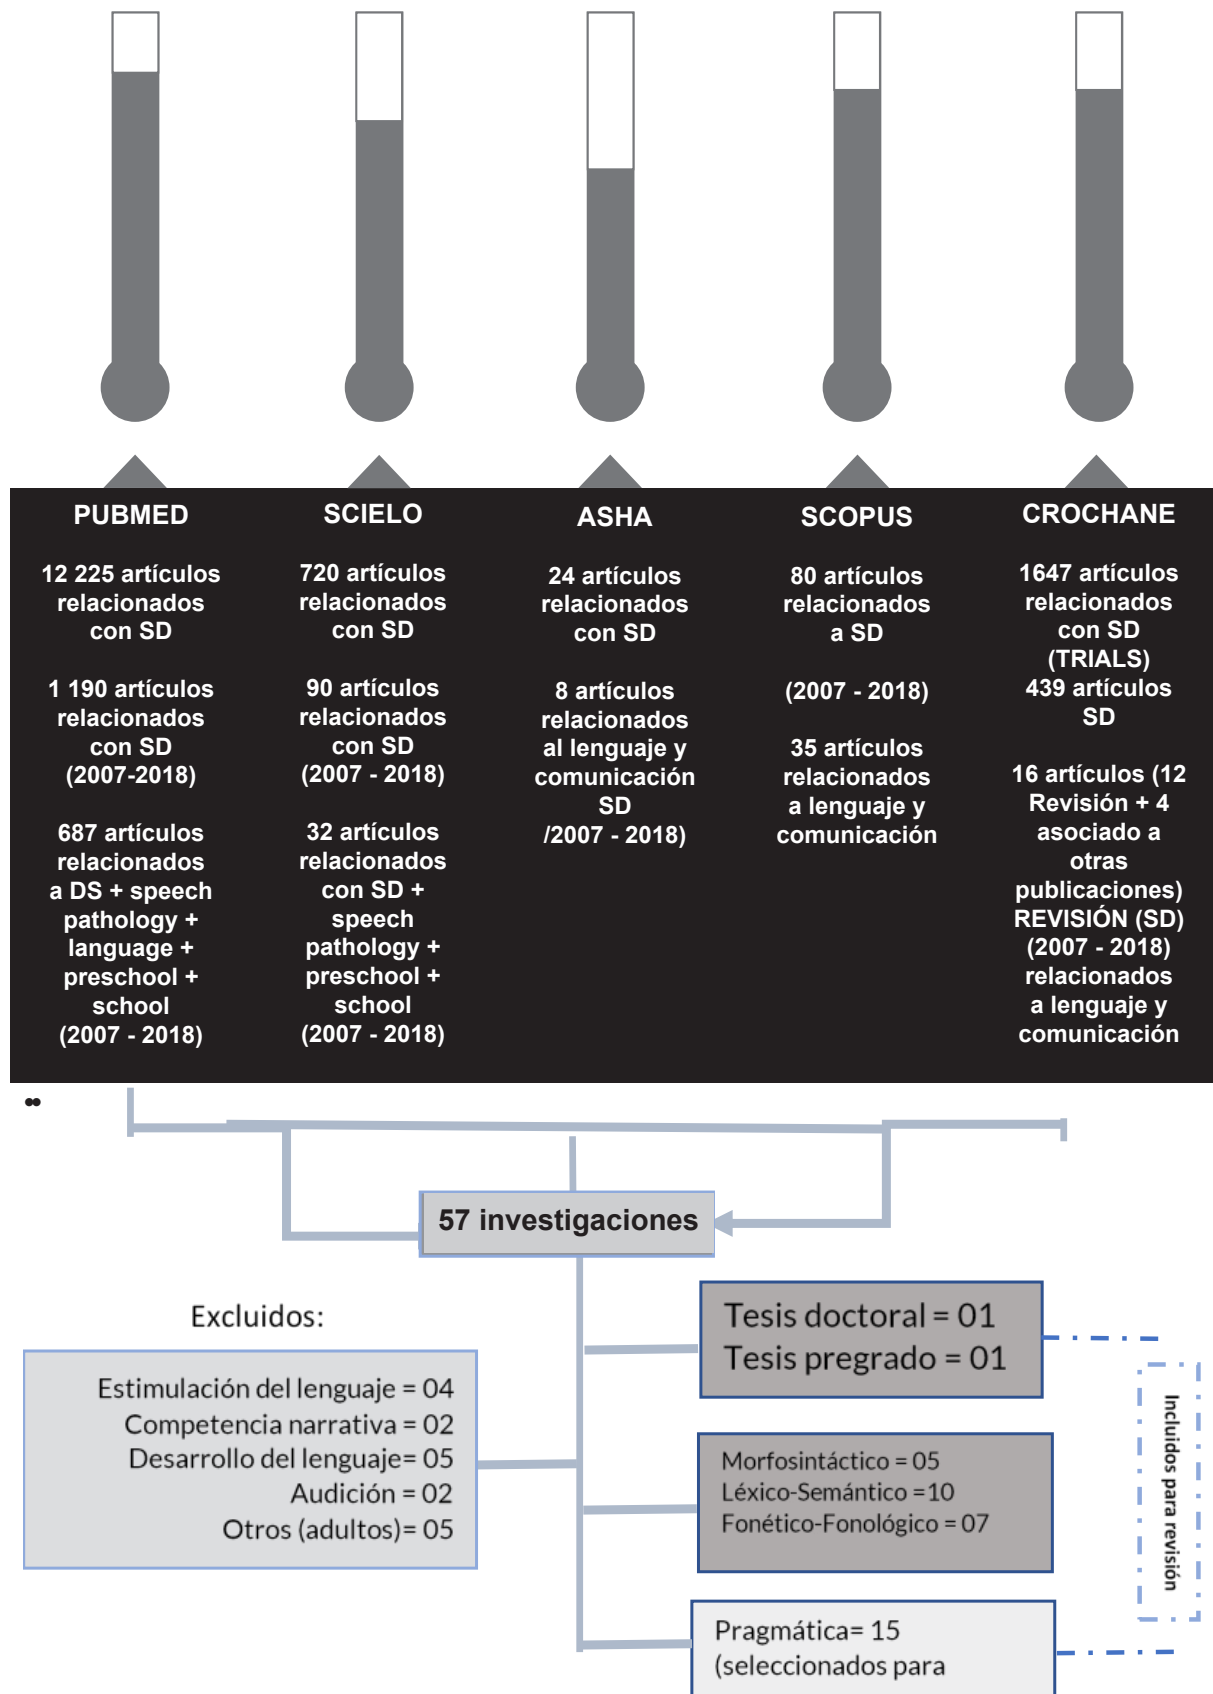 PUBMED
12 225 artículos
relacionados
con SD
1 190 artículos
relacionados
con SD
(2007-2018)
687 artículos
relacionados
a DS + speech
pathology +
language +
preschool +
school
(2007 - 2018)
SCIELO
720 artículos
relacionados
con SD
90 artículos
relacionados
con SD
(2007 - 2018)
32 artículos
relacionados
con SD +
speech
pathology +
preschool +
school
(2007 - 2018)
ASHA
24 artículos
relacionados
con SD
8 artículos
relacionados
al lenguaje y
comunicación
SD
/2007 - 2018)
SCOPUS
80 artículos
relacionados
a SD
(2007 - 2018)
35 artículos
relacionados
a lenguaje y
comunicación
CROCHANE
1647 artículos
relacionados
con SD
(TRIALS)
439 artículos
SD
16 artículos (12
Revisión + 4
asociado a
otras
publicaciones)
REVISIÓN (SD)
(2007 - 2018)
relacionados
a lenguaje y
comunicación
57 investigaciones
Excluidos:
Estimulación del lenguaje = 04
Competencia narrativa = 02
Desarrollo del lenguaje= 05
Audición = 02
Otros (adultos)= 05
Tesis doctoral = 01
Tesis pregrado = 01
Morfosintáctico = 05
Léxico-Semántico =10
Fonético-Fonológico = 07
Pragmática= 15
(seleccionados para
Incluidos para revisión